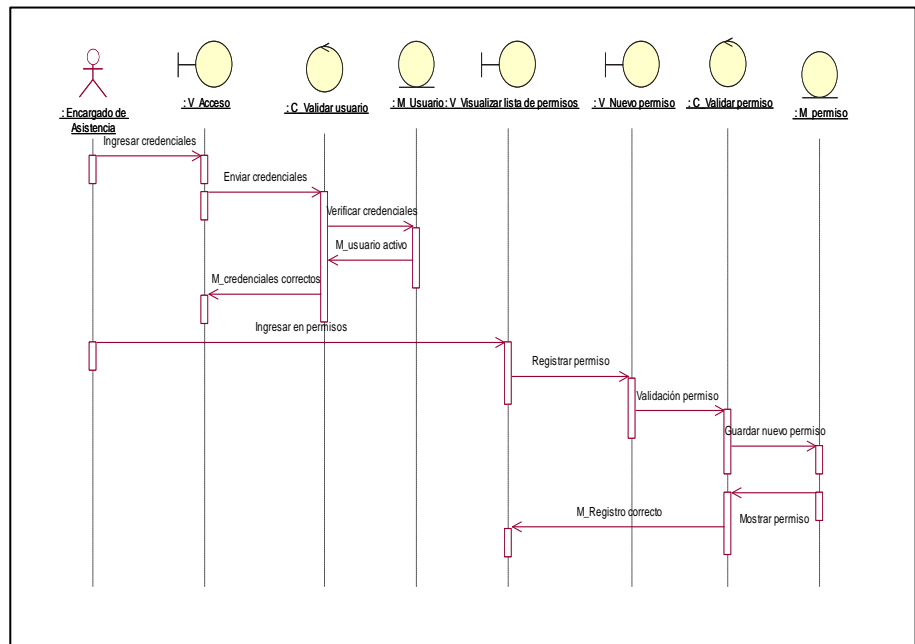 : Encargado de
Asistencia
: V_Acceso
: C_Validar usuario
: M_Usuario
: V_Visualizar lista de permisos
: V_Nuevo permiso
: C_Validar permiso
: M_permiso
Ingresar credenciales
Enviar credenciales
Verificar credenciales
M_usuario activo
M_credenciales correctos
Ingresar en permisos
Registrar permiso
Validación permiso
Guardar nuevo permiso
Mostrar permiso
M_Registro correcto